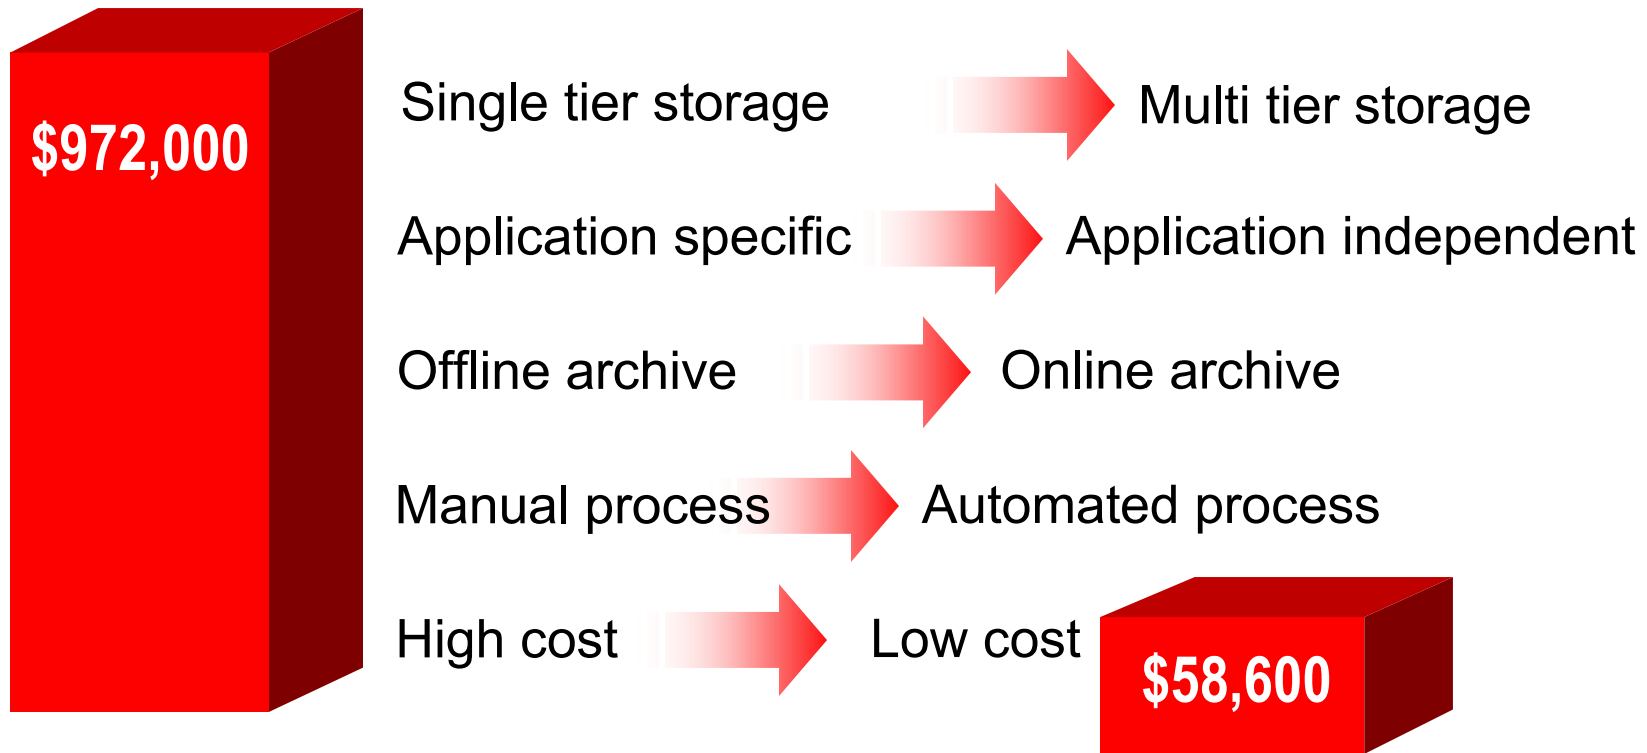 $972,000
Single tier storage
Multi tier storage
Application specific
Application independent
Offline archive
Online archive
Manual process
Automated process
High cost
Low cost
$58,600